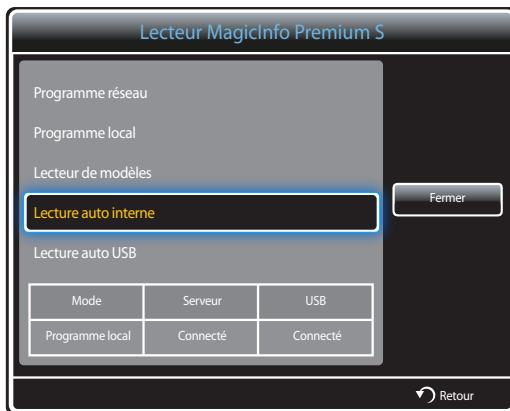 Lecteur MagicInfo Premium S
Programme réseau
Programme local
Lecteur de modèles
Lecture auto interne
Fermer
Lecture auto USB
Mode Serveur USB
Programme local Connecté Connecté
Retour